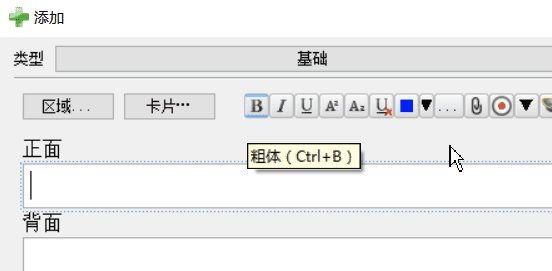 添加
类型 基础
区域... 卡片... B I U A² A₂ U ...
正面
粗体（Ctrl+B）
背面